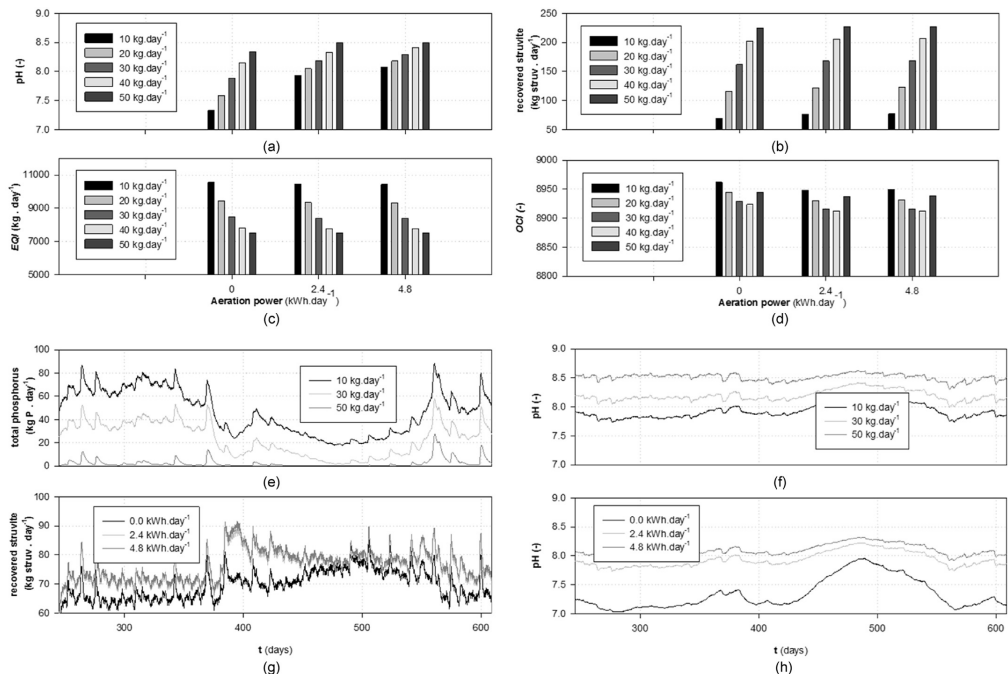 9.0
8.5
8.0
7.5
7.0
pH (-)
10 kg.day-1
20 kg.day-1
30 kg.day-1
40 kg.day-1
50 kg.day-1
(a)
250
200
150
100
50
recovered struvite
(kg struv . day-1)
10 kg.day-1
20 kg.day-1
30 kg.day-1
40 kg.day-1
50 kg.day-1
(b)
11000
9000
7000
5000
EQI (kg . day-1)
10 kg.day-1
20 kg.day-1
30 kg.day-1
40 kg.day-1
50 kg.day-1
0 2.4 4.8
Aeration power (kWh.day-1)
(c)
9000
8950
8900
8850
8800
OCI (-)
10 kg.day-1
20 kg.day-1
30 kg.day-1
40 kg.day-1
50 kg.day-1
0 2.4 4.8
Aeration power (kWh.day-1)
(d)
100
80
60
40
20
0
total phosphorus
(kg P . day-1)
10 kg.day-1
30 kg.day-1
50 kg.day-1
(e)
9.0
8.5
8.0
7.5
7.0
pH (-)
10 kg.day-1
30 kg.day-1
50 kg.day-1
(f)
100
90
80
70
60
recovered struvite
(kg struv . day-1)
0.0 kWh.day-1
2.4 kWh.day-1
4.8 kWh.day-1
300 400 500 600
t (days)
(g)
9.0
8.5
8.0
7.5
7.0
pH (-)
0.0 kWh.day-1
2.4 kWh.day-1
4.8 kWh.day-1
300 400 500 600
t (days)
(h)